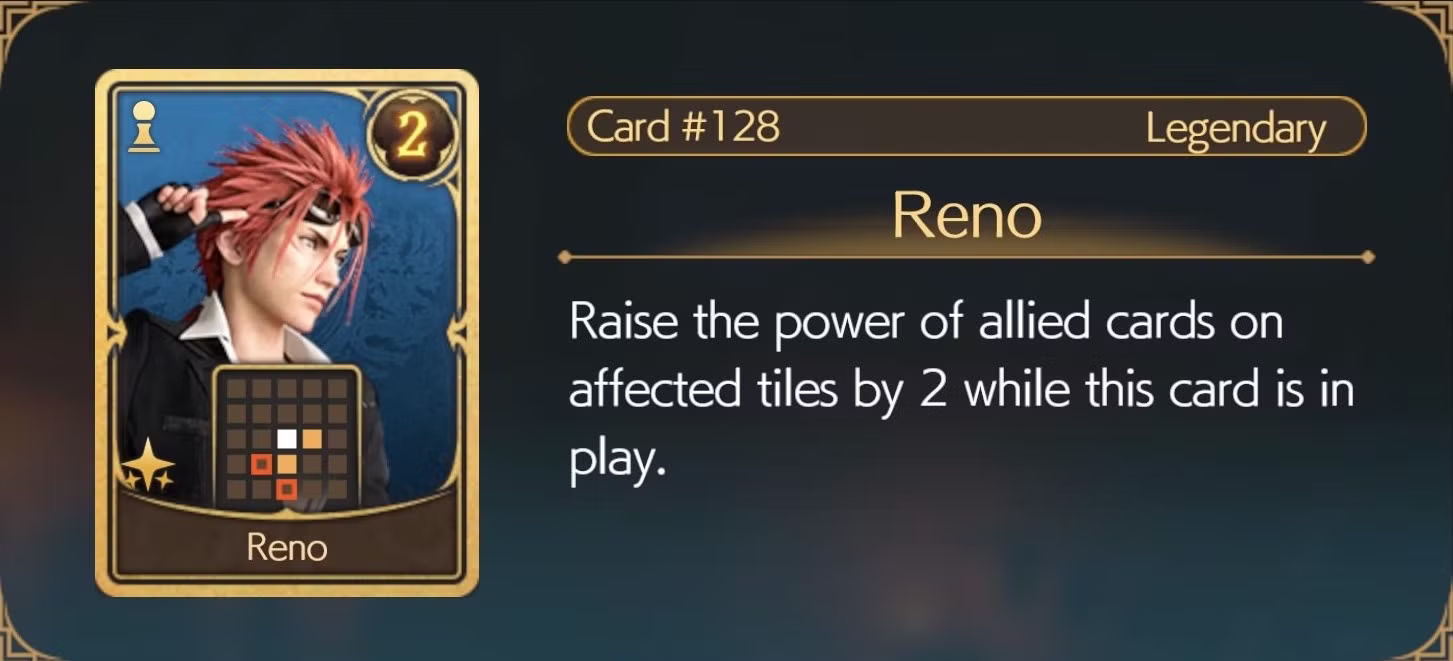 2
Reno
Card #128 Legendary
Reno
Raise the power of allied cards on
affected tiles by 2 while this card is in
play.